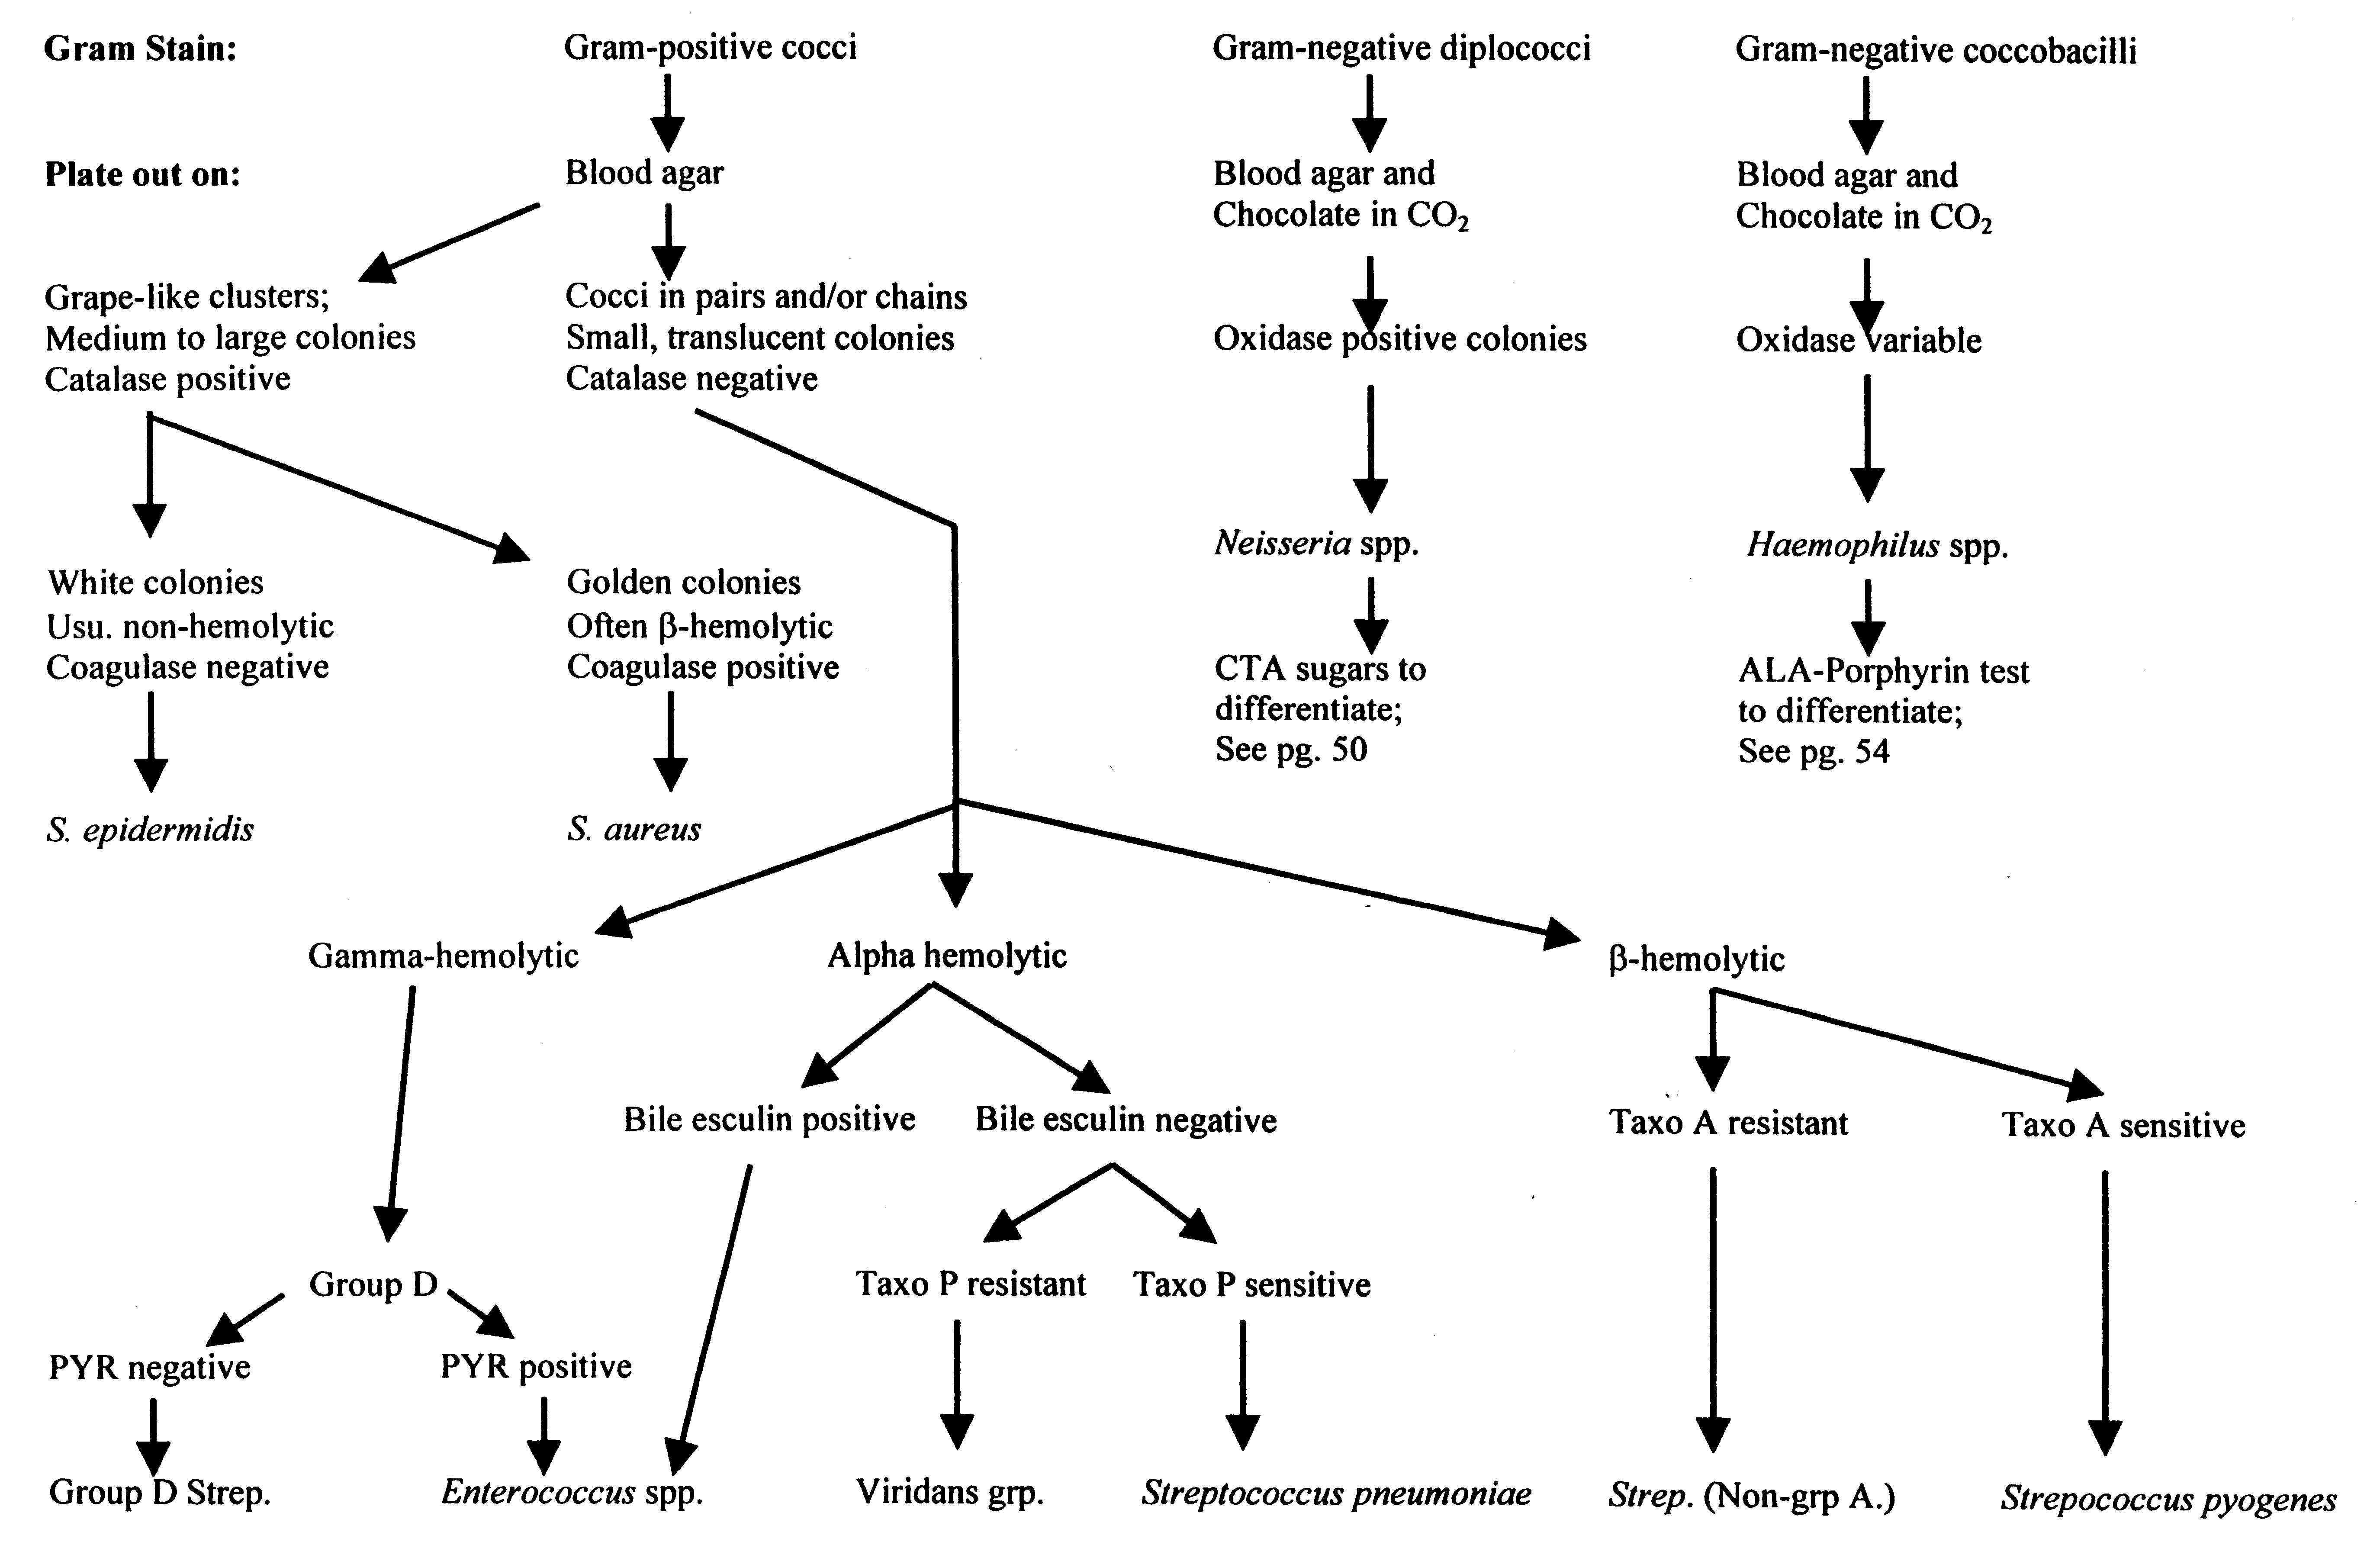 Gram Stain:
Gram-positive cocci
Gram-negative diplococci
Gram-negative coccobacilli
Plate out on:
Blood agar
Blood agar and
Chocolate in CO₂
Blood agar and
Chocolate in CO₂
Grape-like clusters;
Medium to large colonies
Catalase positive
Cocci in pairs and/or chains
Small, translucent colonies
Catalase negative
Oxidase positive colonies
Oxidase variable
Neisseria spp.
Haemophilus spp.
White colonies
Usu. non-hemolytic
Coagulase negative
Golden colonies
Often β-hemolytic
Coagulase positive
CTA sugars to
differentiate;
See pg. 50
ALA-Porphyrin test
to differentiate;
See pg. 54
S. epidermidis
S. aureus
Gamma-hemolytic
Alpha hemolytic
β-hemolytic
Bile esculin positive
Bile esculin negative
Taxo A resistant
Taxo A sensitive
Group D
Taxo P resistant
Taxo P sensitive
PYR negative
PYR positive
Group D Strep.
Enterococcus spp.
Viridans grp.
Streptococcus pneumoniae
Strep. (Non-grp A.)
Strepococcus pyogenes